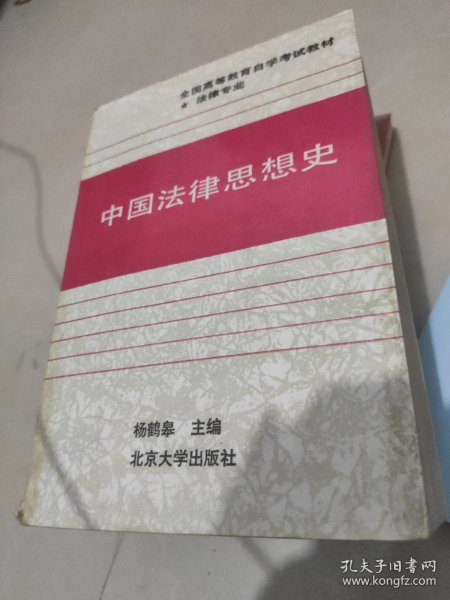 全国高等教育自学考试教材
★ 法律专业
中国法律思想史
杨鹤皋 主编
北京大学出版社
孔夫子旧书网
www.kongfz.com